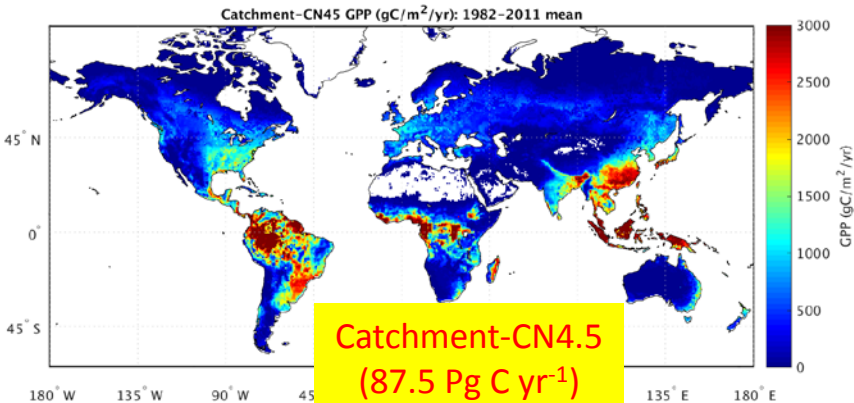 Catchment-CN45 GPP (gC/m²/yr): 1982-2011 mean
3000
2500
2000
1500
1000
500
0
GPP (gC/m²/yr)
45° N
0°
45° S
Catchment-CN4.5
(87.5 Pg C yr⁻¹)
180° W
135° W
90° W
45
135° E
180° E